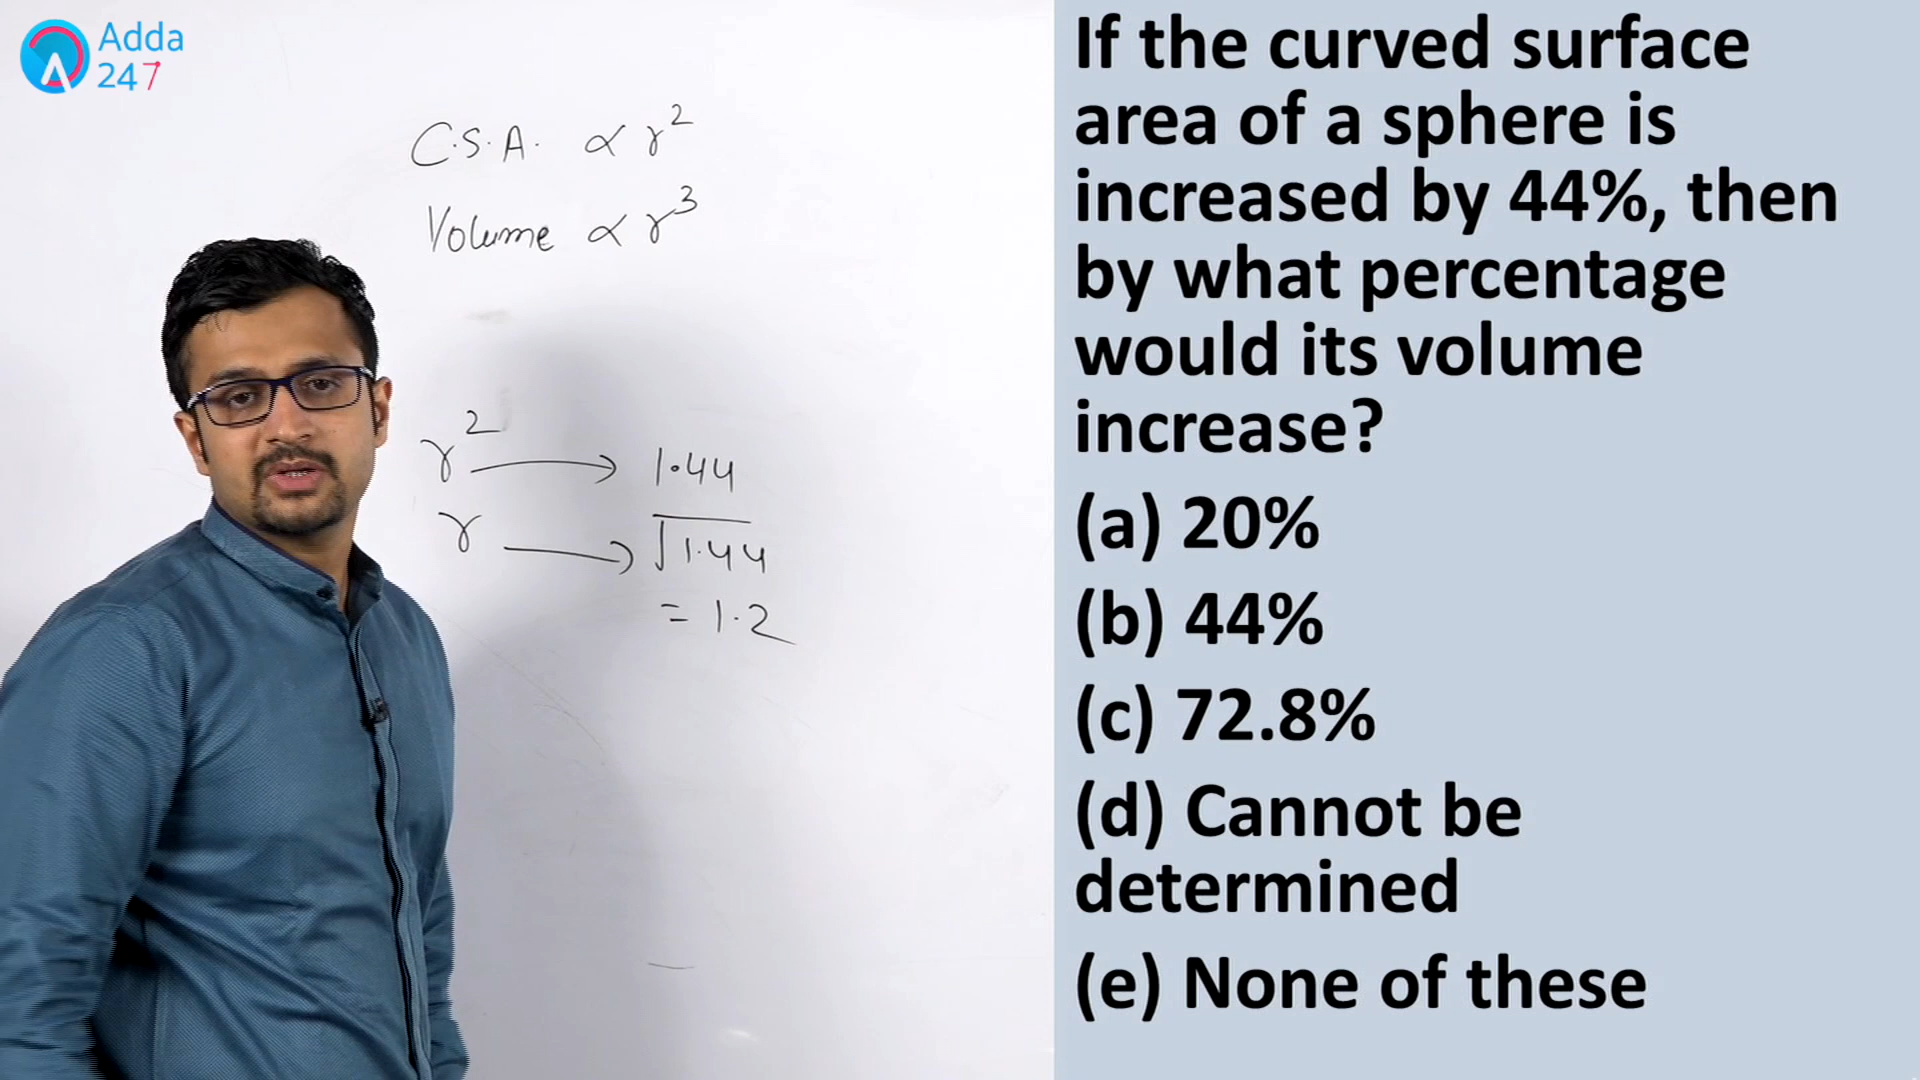 Adda
247
C.S.A. ∝ r²
Volume ∝ r³
r² → 1.44
r → √1.44
= 1.2
If the curved surface
area of a sphere is
increased by 44%, then
by what percentage
would its volume
increase?
(a) 20%
(b) 44%
(c) 72.8%
(d) Cannot be
determined
(e) None of these